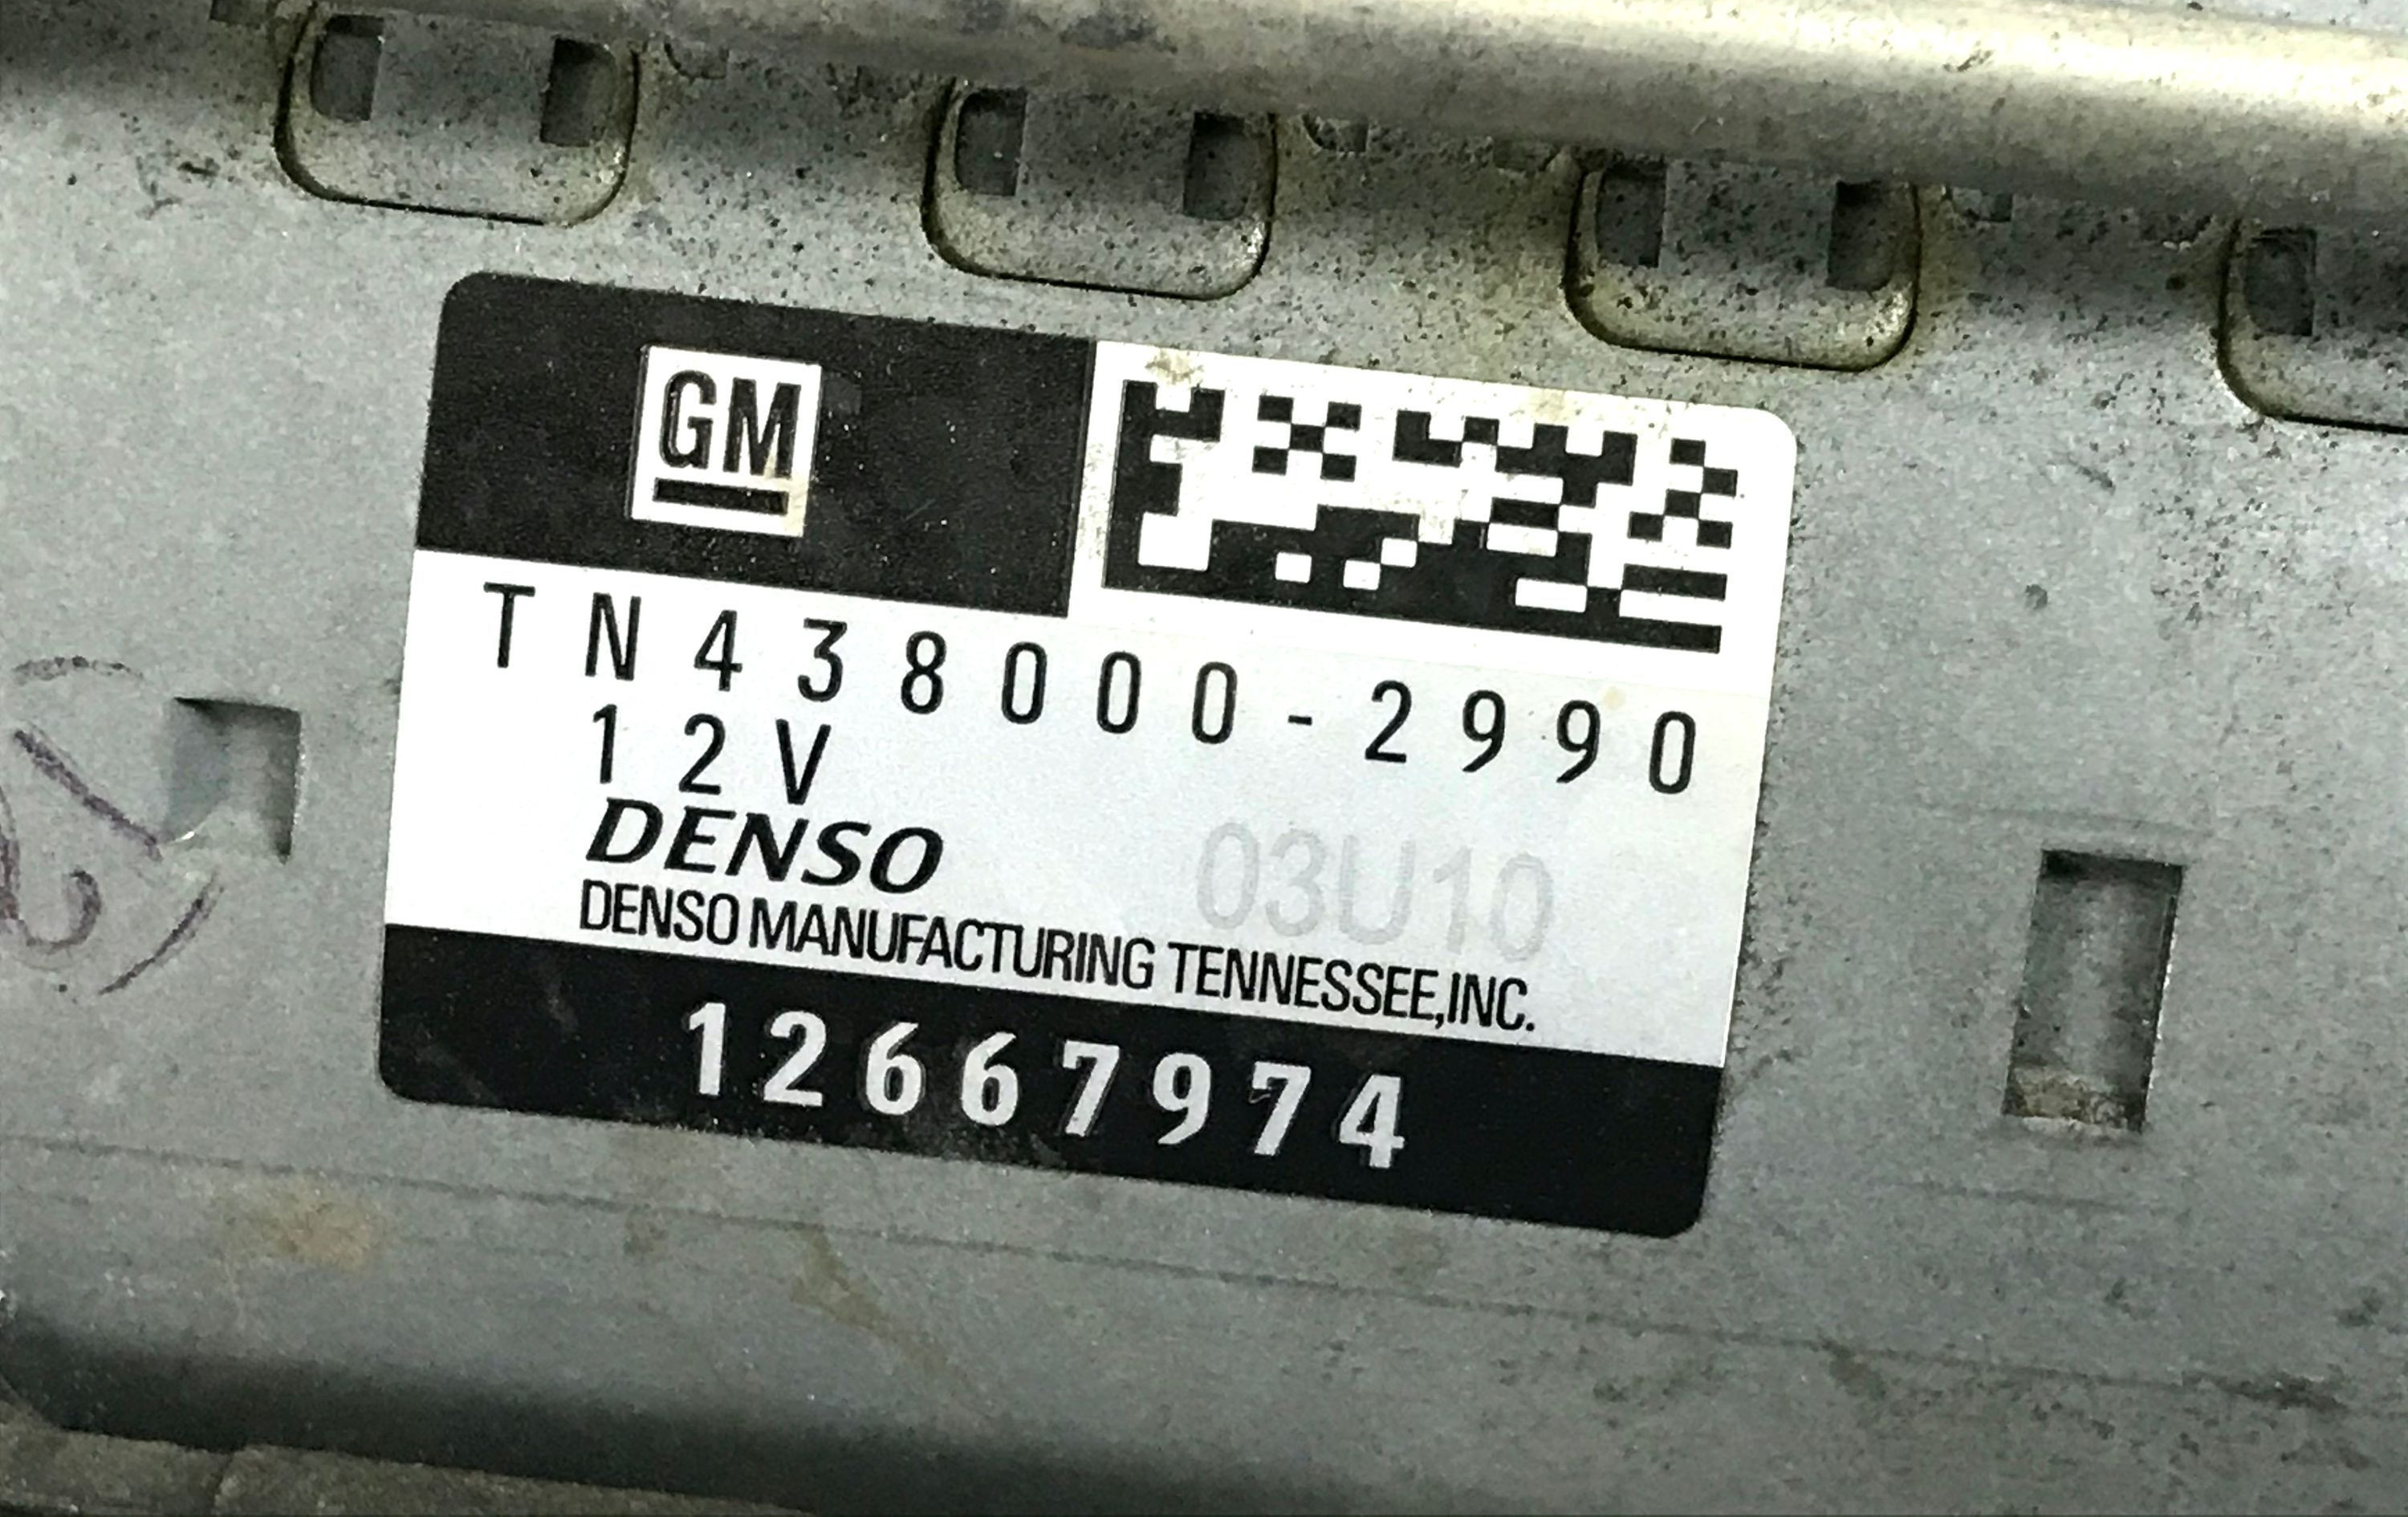 GM
TN438000-2990
12V
DENSO 03U10
DENSO MANUFACTURING TENNESSEE,INC.
12667974